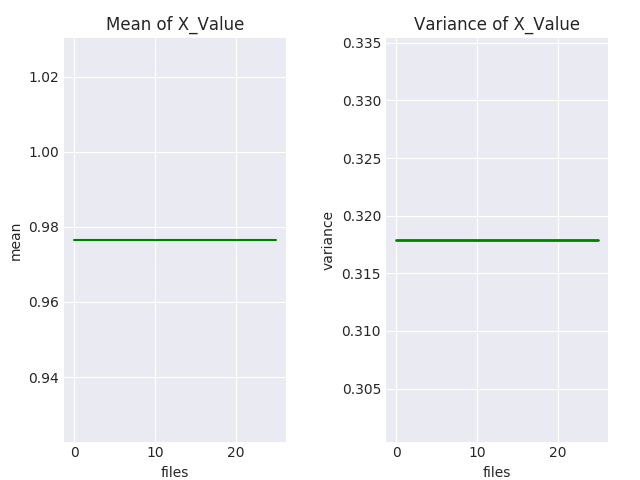 Mean of X_Value
1.02
1.00
0.98
0.96
0.94
mean
0 10 20
files
Variance of X_Value
0.335
0.330
0.325
0.320
0.315
0.310
0.305
variance
0 10 20
files